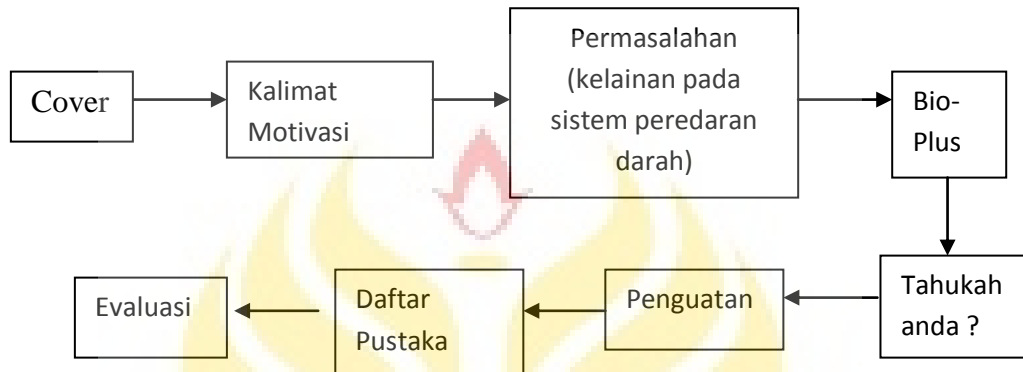 Cover
Kalimat
Motivasi
Permasalahan
(kelainan pada
sistem peredaran
darah)
Bio-
Plus
Tahukah
anda ?
Penguatan
Daftar
Pustaka
Evaluasi